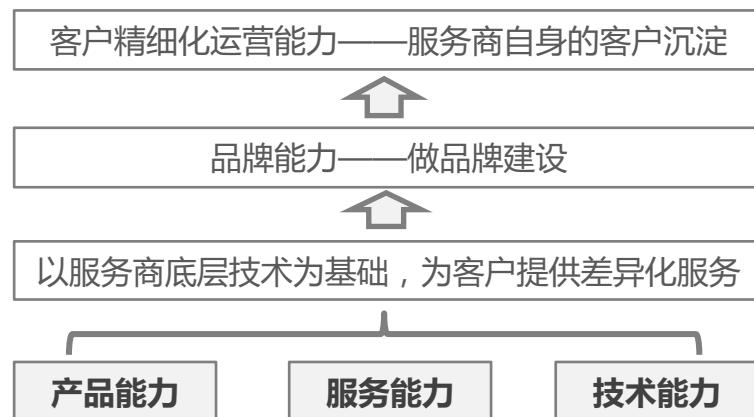 客户精细化运营能力——服务商自身的客户沉淀
品牌能力——做品牌建设
以服务商底层技术为基础，为客户提供差异化服务
产品能力
服务能力
技术能力